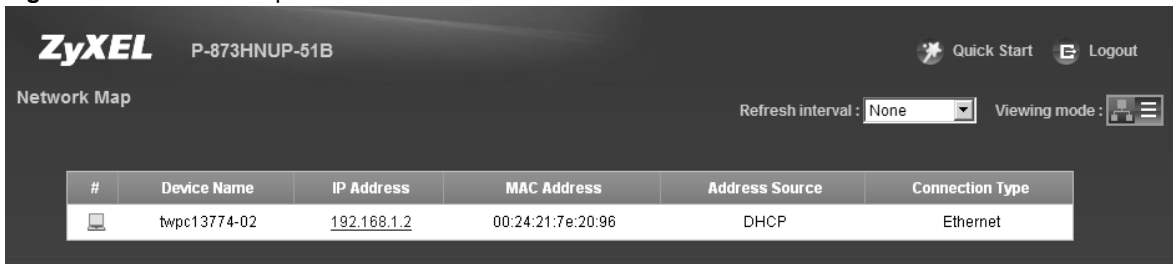 ZyXEL P-873HNUP-51B Quick Start Logout
Network Map
Refresh interval : None Viewing mode :
# Device Name IP Address MAC Address Address Source Connection Type
twpc13774-02 192.168.1.2 00:24:21:7e:20:96 DHCP Ethernet